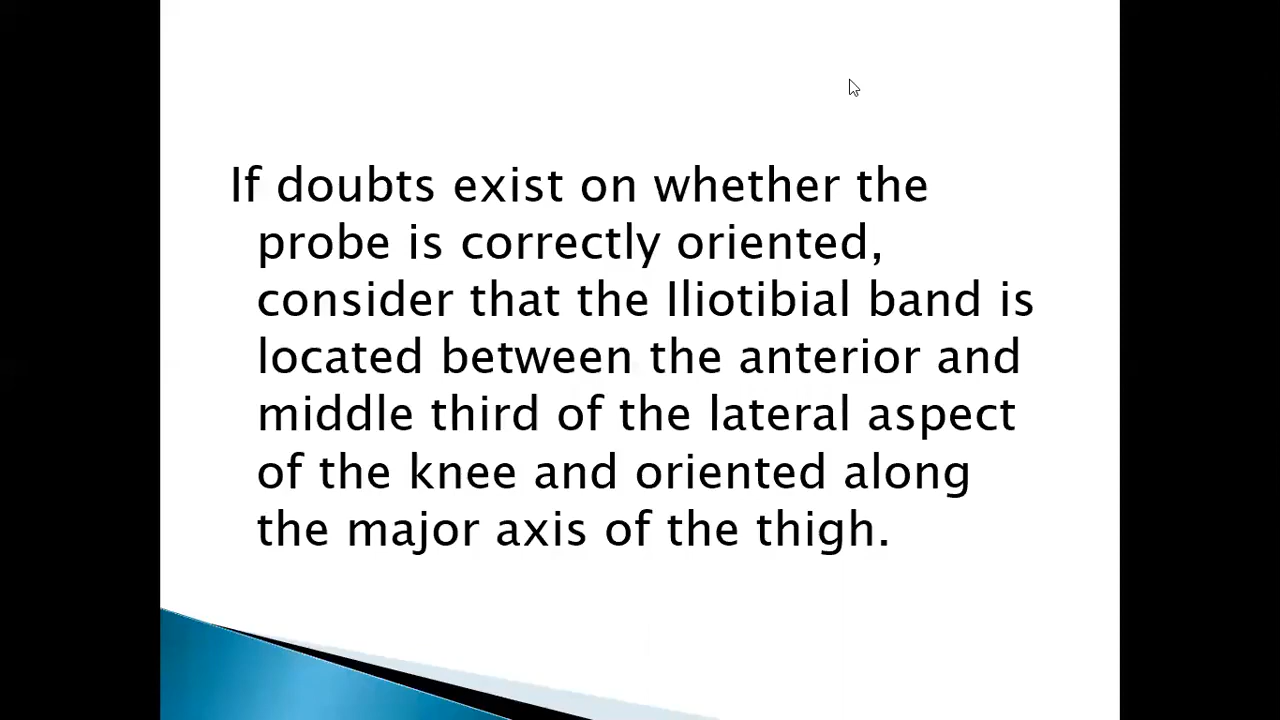 If doubts exist on whether the
probe is correctly oriented,
consider that the Iliotibial band is
located between the anterior and
middle third of the lateral aspect
of the knee and oriented along
the major axis of the thigh.